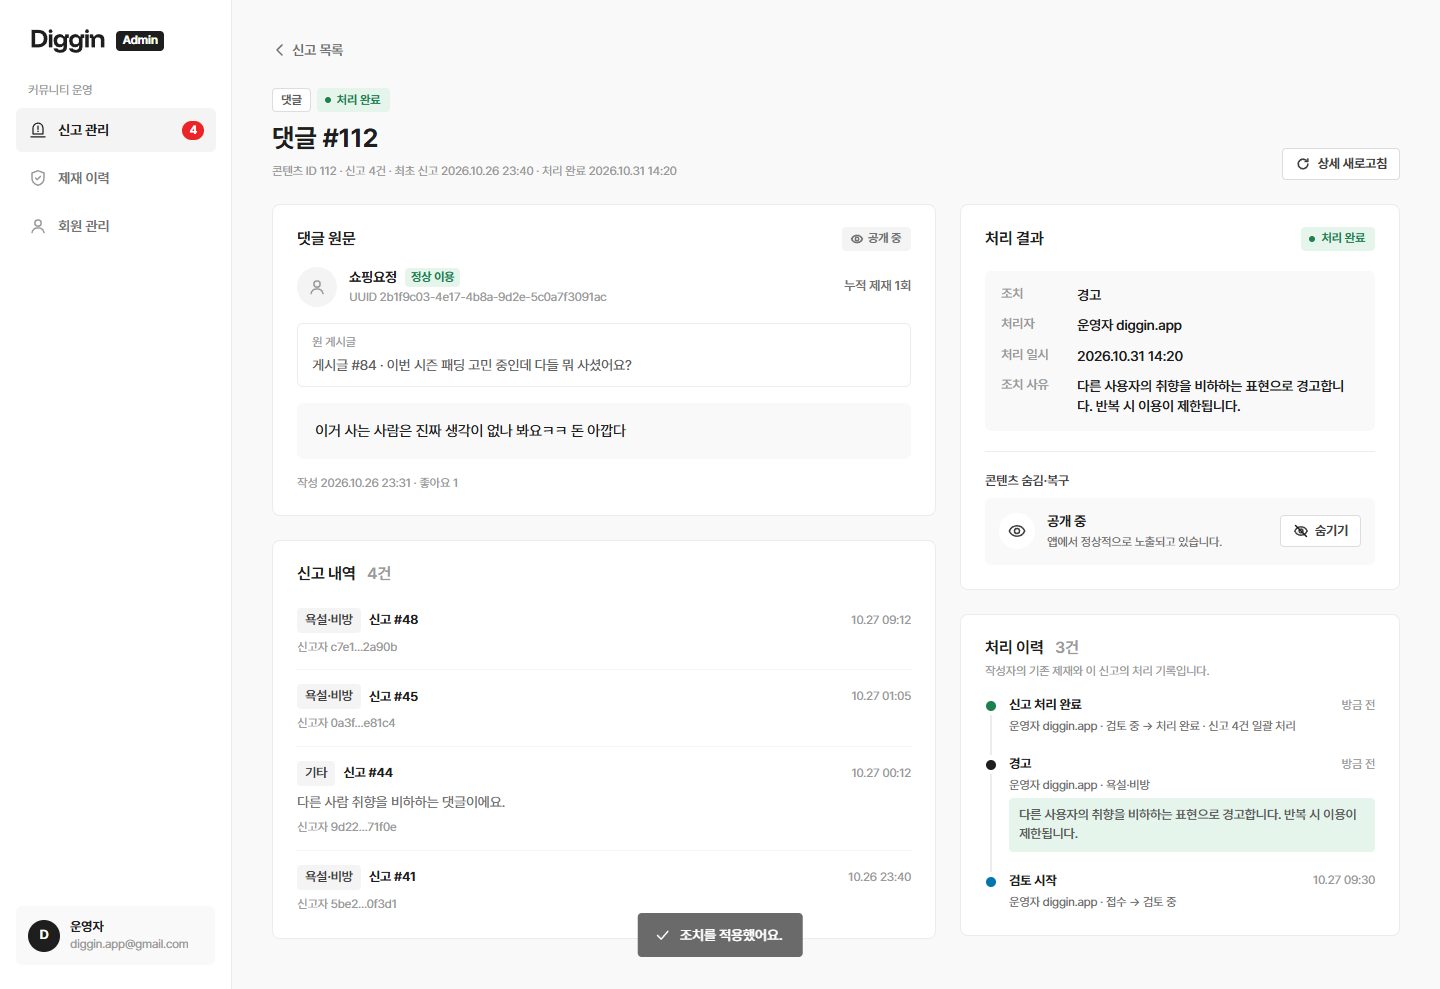 Diggin Admin
커뮤니티 운영
신고 관리 4
제재 이력
회원 관리
D
운영자
diggin.app@gmail.com
신고 목록
댓글 처리 완료
댓글 #112
콘텐츠 ID 112 · 신고 4건 · 최초 신고 2026.10.26 23:40 · 처리 완료 2026.10.31 14:20
상세 새로고침
댓글 원문 공개 중
쇼핑요정 정상 이용
UUID 2b1f9c03-4e17-4b8a-9d2e-5c0a7f3091ac
누적 제재 1회
원 게시글
게시글 #84 · 이번 시즌 패딩 고민 중인데 다들 뭐 사셨어요?
이거 사는 사람은 진짜 생각이 없나 봐요ㅋㅋ 돈 아깝다
작성 2026.10.26 23:31 · 좋아요 1
신고 내역 4건
욕설·비방 신고 #48 10.27 09:12
신고자 c7e1...2a90b
욕설·비방 신고 #45 10.27 01:05
신고자 0a3f...e81c4
기타 신고 #44 10.27 00:12
다른 사람 취향을 비하하는 댓글이에요.
신고자 9d22...71f0e
욕설·비방 신고 #41 10.26 23:40
신고자 5be2...0f3d1
처리 결과 처리 완료
조치 경고
처리자 운영자 diggin.app
처리 일시 2026.10.31 14:20
조치 사유 다른 사용자의 취향을 비하하는 표현으로 경고합니
다. 반복 시 이용이 제한됩니다.
콘텐츠 숨김·복구
공개 중
앱에서 정상적으로 노출되고 있습니다.
숨기기
처리 이력 3건
작성자의 기존 제재와 이 신고의 처리 기록입니다.
신고 처리 완료 방금 전
운영자 diggin.app · 검토 중 → 처리 완료 · 신고 4건 일괄 처리
경고 방금 전
운영자 diggin.app · 욕설·비방
다른 사용자의 취향을 비하하는 표현으로 경고합니다. 반복 시 이용이
제한됩니다.
검토 시작 10.27 09:30
운영자 diggin.app · 접수 → 검토 중
조치를 적용했어요.